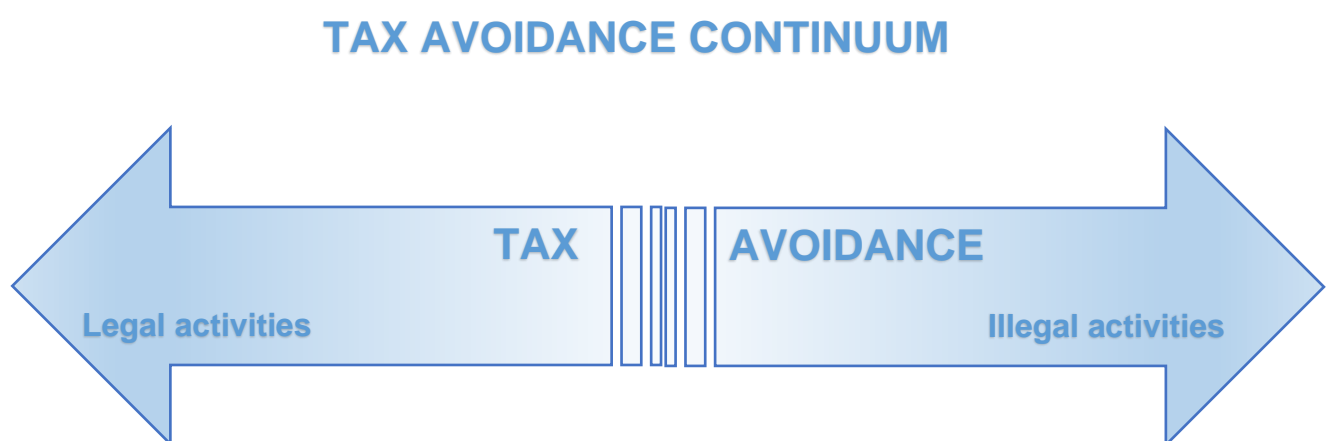 TAX AVOIDANCE CONTINUUM
TAX AVOIDANCE
Legal activities
Illegal activities